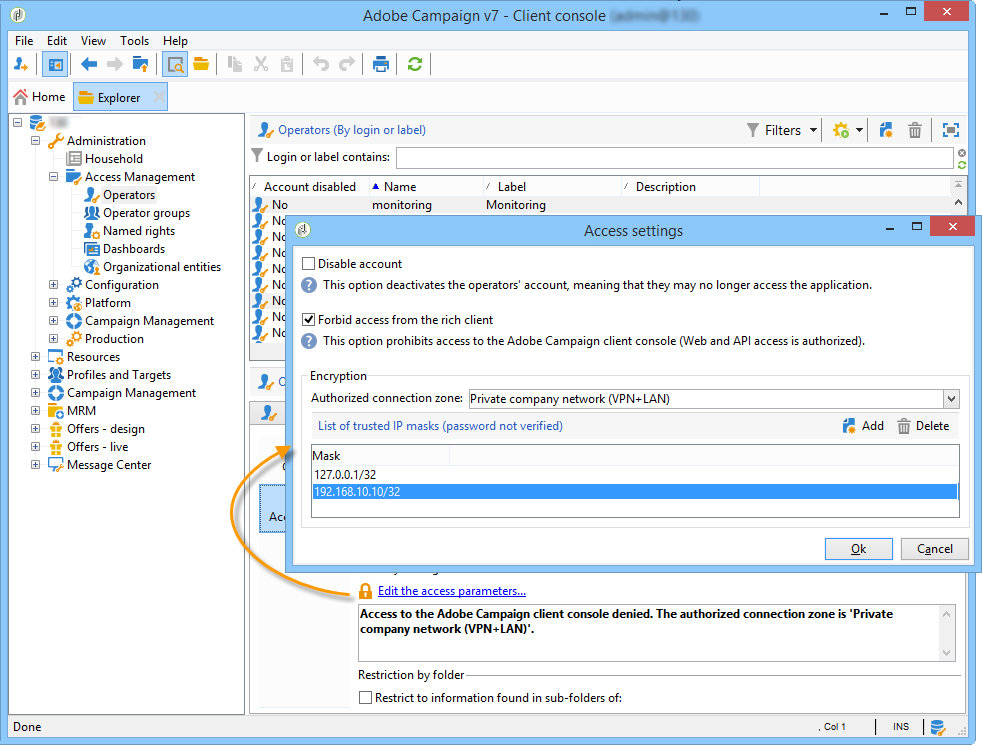 Adobe Campaign v7 - Client console
File Edit View Tools Help
Home Explorer
Administration
Household
Access Management
Operators
Operator groups
Named rights
Dashboards
Organizational entities
Configuration
Platform
Campaign Management
Production
Resources
Profiles and Targets
Campaign Management
MRM
Offers - design
Offers - live
Message Center
Operators (By login or label)
Filters
Login or label contains:
Account disabled Name Label Description
No monitoring Monitoring
No
No
No
No
No
No
No
No
Access settings
Disable account
This option deactivates the operators' account, meaning that they may no longer access the application.
Forbid access from the rich client
This option prohibits access to the Adobe Campaign client console (Web and API access is authorized).
Encryption
Authorized connection zone: Private company network (VPN+LAN)
List of trusted IP masks (password not verified)
Add Delete
Mask
127.0.0.1/32
192.168.10.10/32
Ok Cancel
Edit the access parameters...
Access to the Adobe Campaign client console denied. The authorized connection zone is 'Private
company network (VPN+LAN)'.
Restriction by folder
Restrict to information found in sub-folders of:
Done
, Col 1
INS